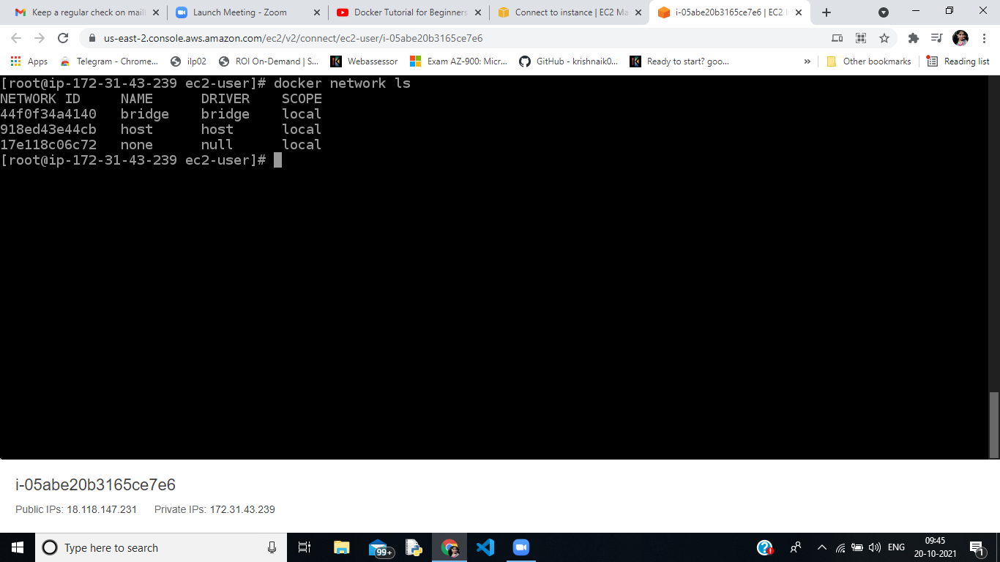 Keep a regular check on mail
Launch Meeting - Zoom
Docker Tutorial for Beginners
Connect to instance | EC2 Ma
i-05abe20b3165ce7e6 | EC2
us-east-2.console.aws.amazon.com/ec2/v2/connect/ec2-user/i-05abe20b3165ce7e6
Apps
Telegram - Chrome...
ilp02
ROI On-Demand | S...
Webassessor
Exam AZ-900: Micr...
GitHub - krishnaik0...
Ready to start? goo...
»
Other bookmarks
Reading list
[root@ip-172-31-43-239 ec2-user]# docker network ls
NETWORK ID     NAME      DRIVER    SCOPE
44f0f34a4140   bridge    bridge    local
918ed43e44cb   host      host      local
17e118c06c72   none      null      local
[root@ip-172-31-43-239 ec2-user]#
i-05abe20b3165ce7e6
Public IPs: 18.118.147.231 Private IPs: 172.31.43.239
Type here to search
99+
ENG
09:45
20-10-2021
1